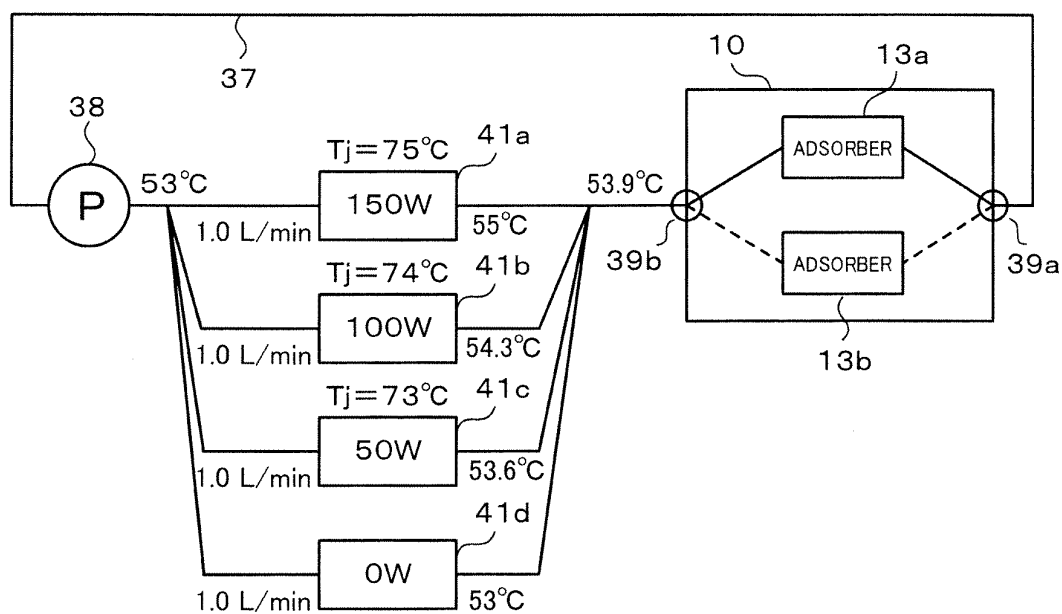 37
38
P
53℃
Tj=75℃
41a
150W
1.0 L/min
55℃
Tj=74℃
41b
100W
1.0 L/min
54.3℃
Tj=73℃
41c
50W
1.0 L/min
53.6℃
41d
0W
1.0 L/min
53℃
53.9℃
10
13a
ADSORBER
39b
39a
ADSORBER
13b